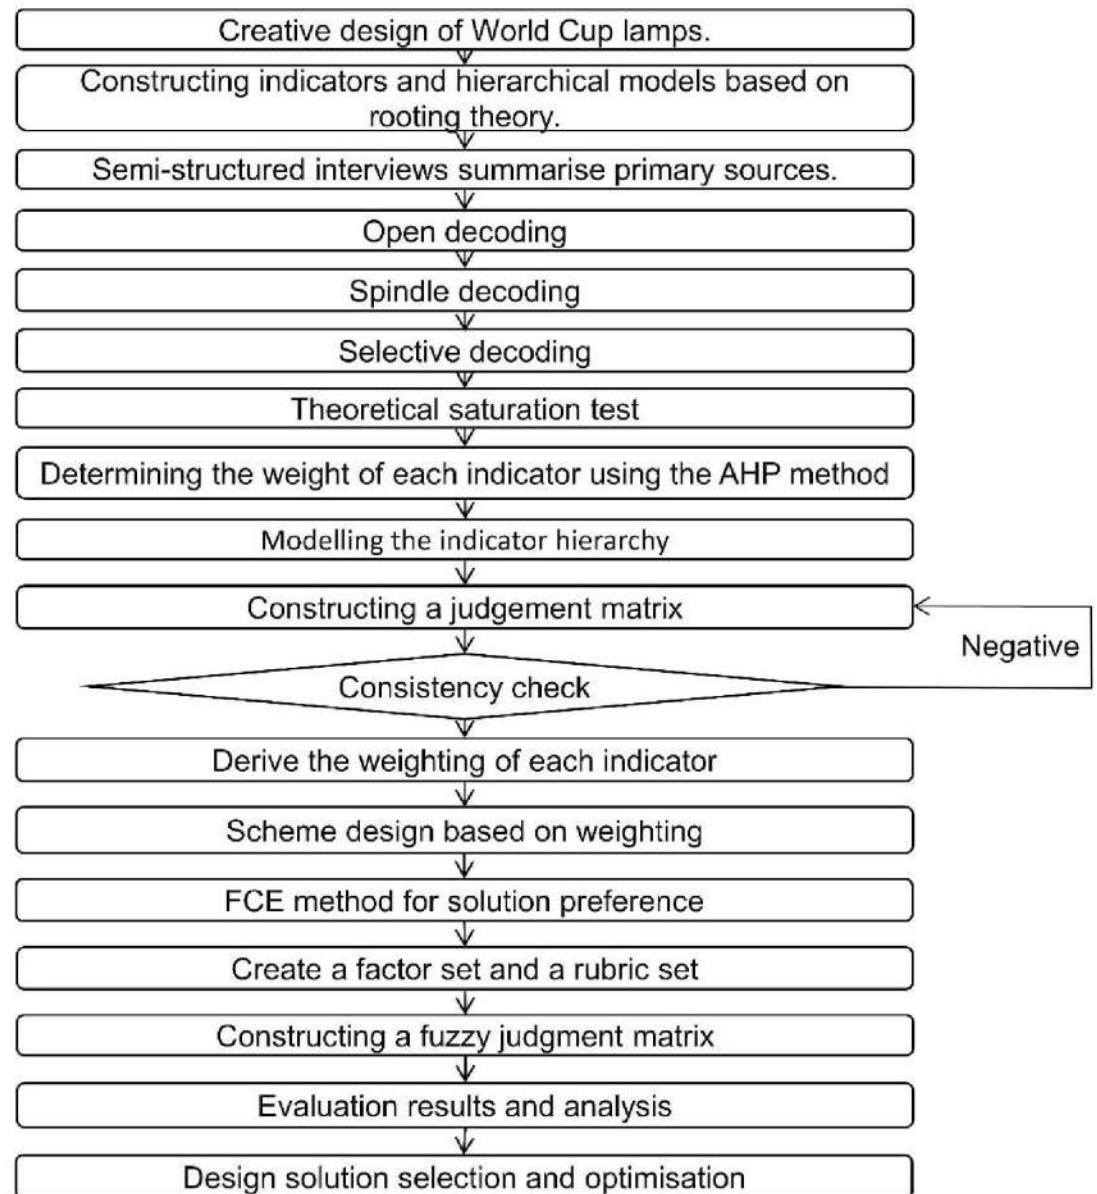 Creative design of World Cup lamps.
Constructing indicators and hierarchical models based on
rooting theory.
Semi-structured interviews summarise primary sources.
Open decoding
Spindle decoding
Selective decoding
Theoretical saturation test
Determining the weight of each indicator using the AHP method
Modelling the indicator hierarchy
Constructing a judgement matrix
Negative
Consistency check
Derive the weighting of each indicator
Scheme design based on weighting
FCE method for solution preference
Create a factor set and a rubric set
Constructing a fuzzy judgment matrix
Evaluation results and analysis
Design solution selection and optimisation